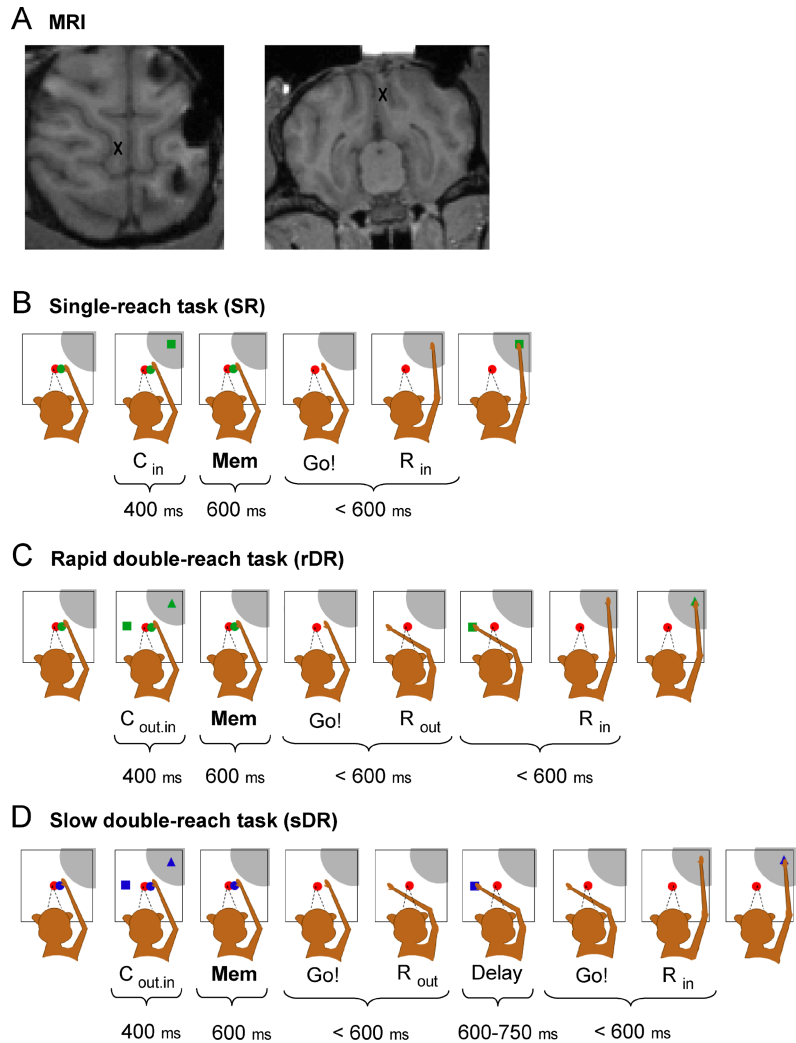 A MRI
X
X
B Single-reach task (SR)
C in Mem Go! R in
400 ms 600 ms < 600 ms
C Rapid double-reach task (rDR)
C out.in Mem Go! R out R in
400 ms 600 ms < 600 ms < 600 ms
D Slow double-reach task (sDR)
C out.in Mem Go! R out Delay Go! R in
400 ms 600 ms < 600 ms 600-750 ms < 600 ms